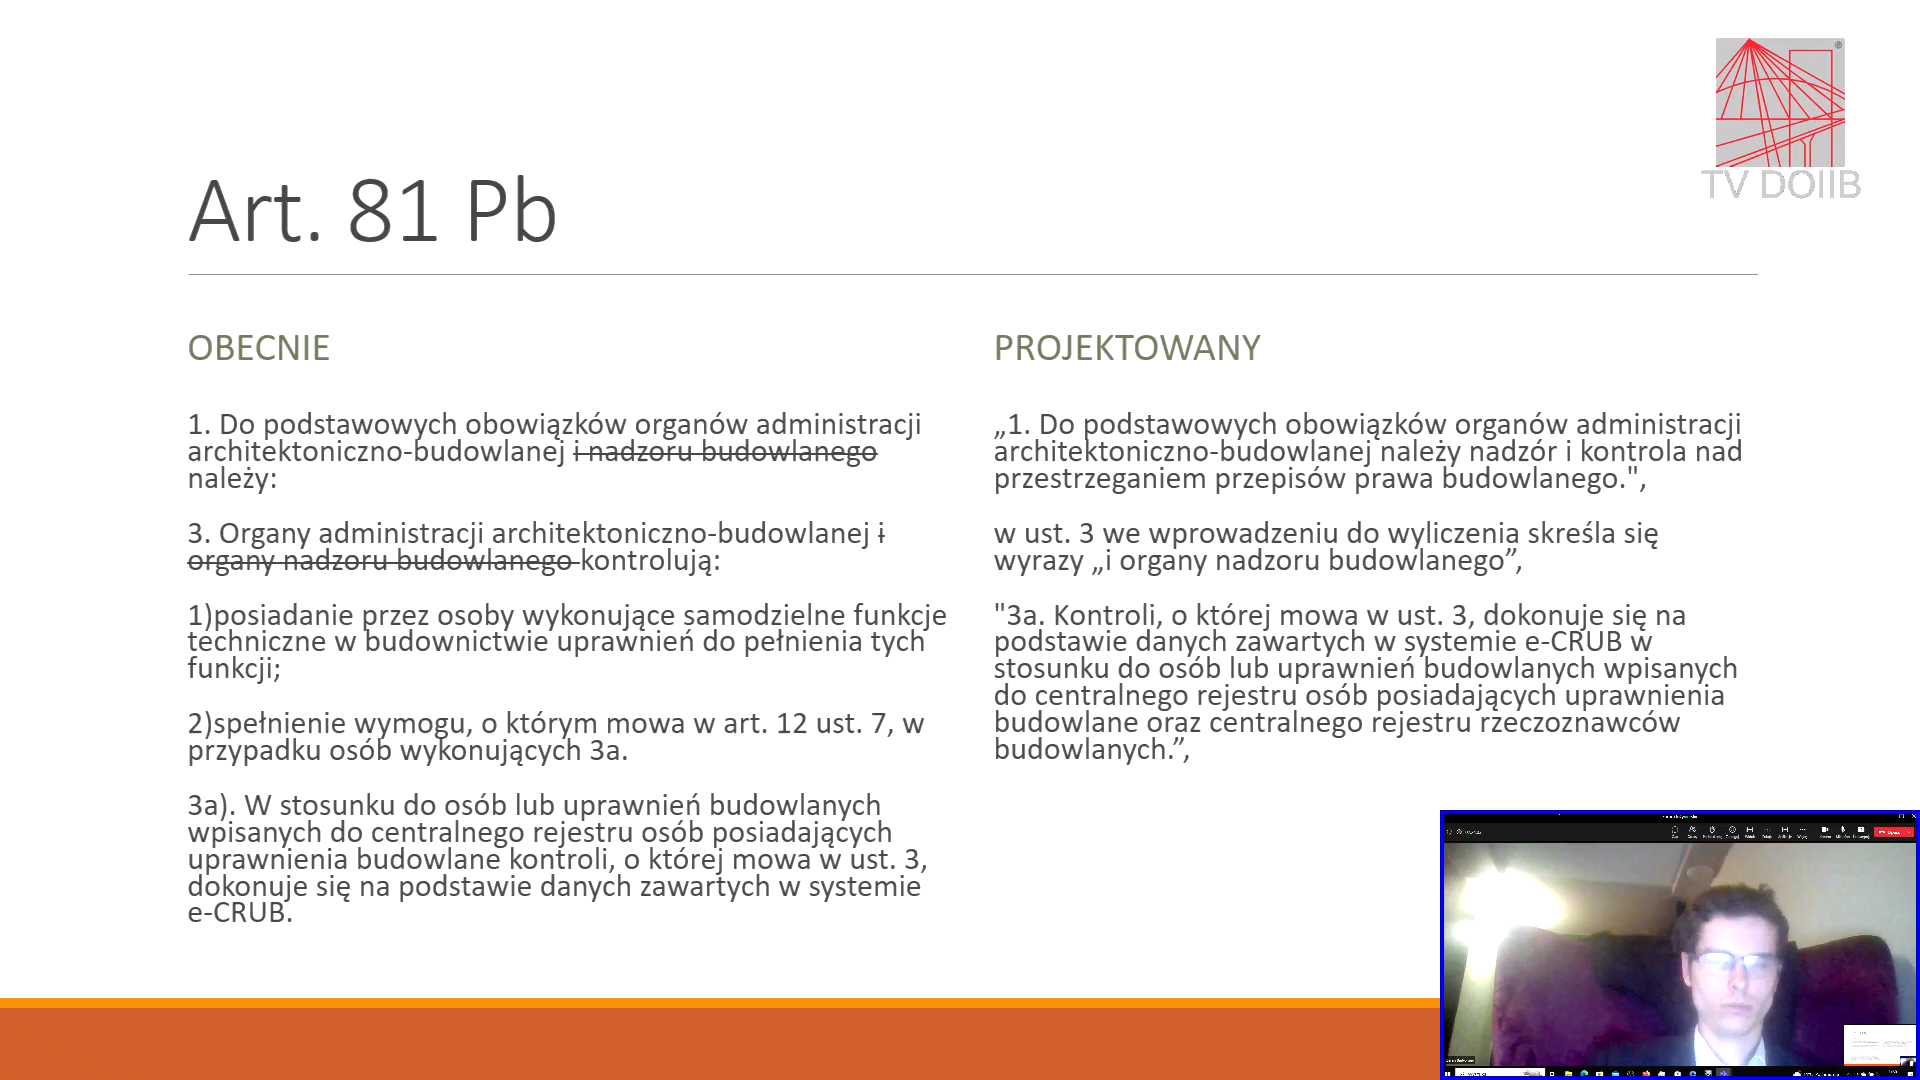 TV DOIIB
Art. 81 Pb
OBECNIE
1. Do podstawowych obowiązków organów administracji
architektoniczno-budowlanej i nadzoru budowlanego
należy:
3. Organy administracji architektoniczno-budowlanej i
organy nadzoru budowlanego kontrolują:
1)posiadanie przez osoby wykonujące samodzielne funkcje
techniczne w budownictwie uprawnień do pełnienia tych
funkcji;
2)spełnienie wymogu, o którym mowa w art. 12 ust. 7, w
przypadku osób wykonujących 3a.
3a). W stosunku do osób lub uprawnień budowlanych
wpisanych do centralnego rejestru osób posiadających
uprawnienia budowlane kontroli, o której mowa w ust. 3,
dokonuje się na podstawie danych zawartych w systemie
e-CRUB.
PROJEKTOWANY
„1. Do podstawowych obowiązków organów administracji
architektoniczno-budowlanej należy nadzór i kontrola nad
przestrzeganiem przepisów prawa budowlanego.",
w ust. 3 we wprowadzeniu do wyliczenia skreśla się
wyrazy „i organy nadzoru budowlanego”,
"3a. Kontroli, o której mowa w ust. 3, dokonuje się na
podstawie danych zawartych w systemie e-CRUB w
stosunku do osób lub uprawnień budowlanych wpisanych
do centralnego rejestru osób posiadających uprawnienia
budowlane oraz centralnego rejestru rzeczoznawców
budowlanych.”,